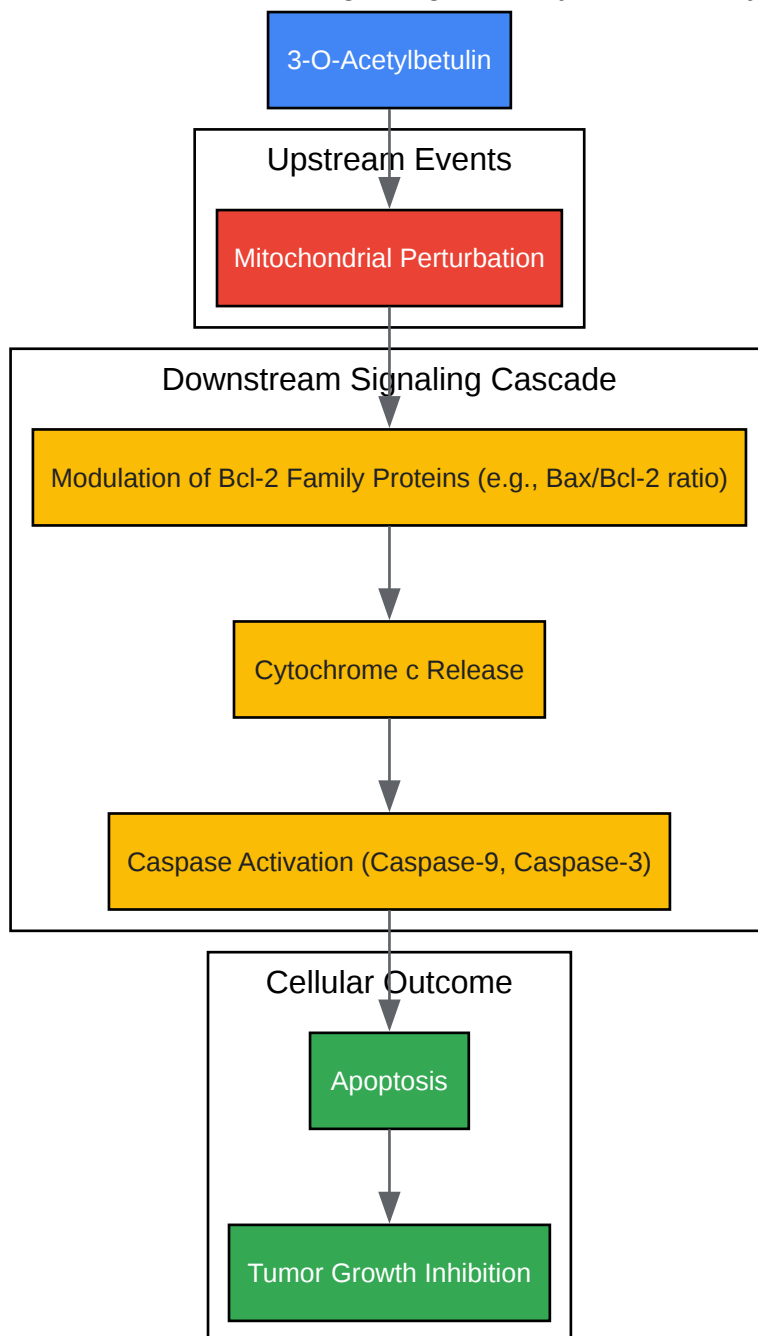 3-O-Acetylbetulin
Upstream Events
Mitochondrial Perturbation
Downstream Signaling Cascade
Modulation of Bcl-2 Family Proteins (e.g., Bax/Bcl-2 ratio)
Cytochrome c Release
Caspase Activation (Caspase-9, Caspase-3)
Cellular Outcome
Apoptosis
Tumor Growth Inhibition